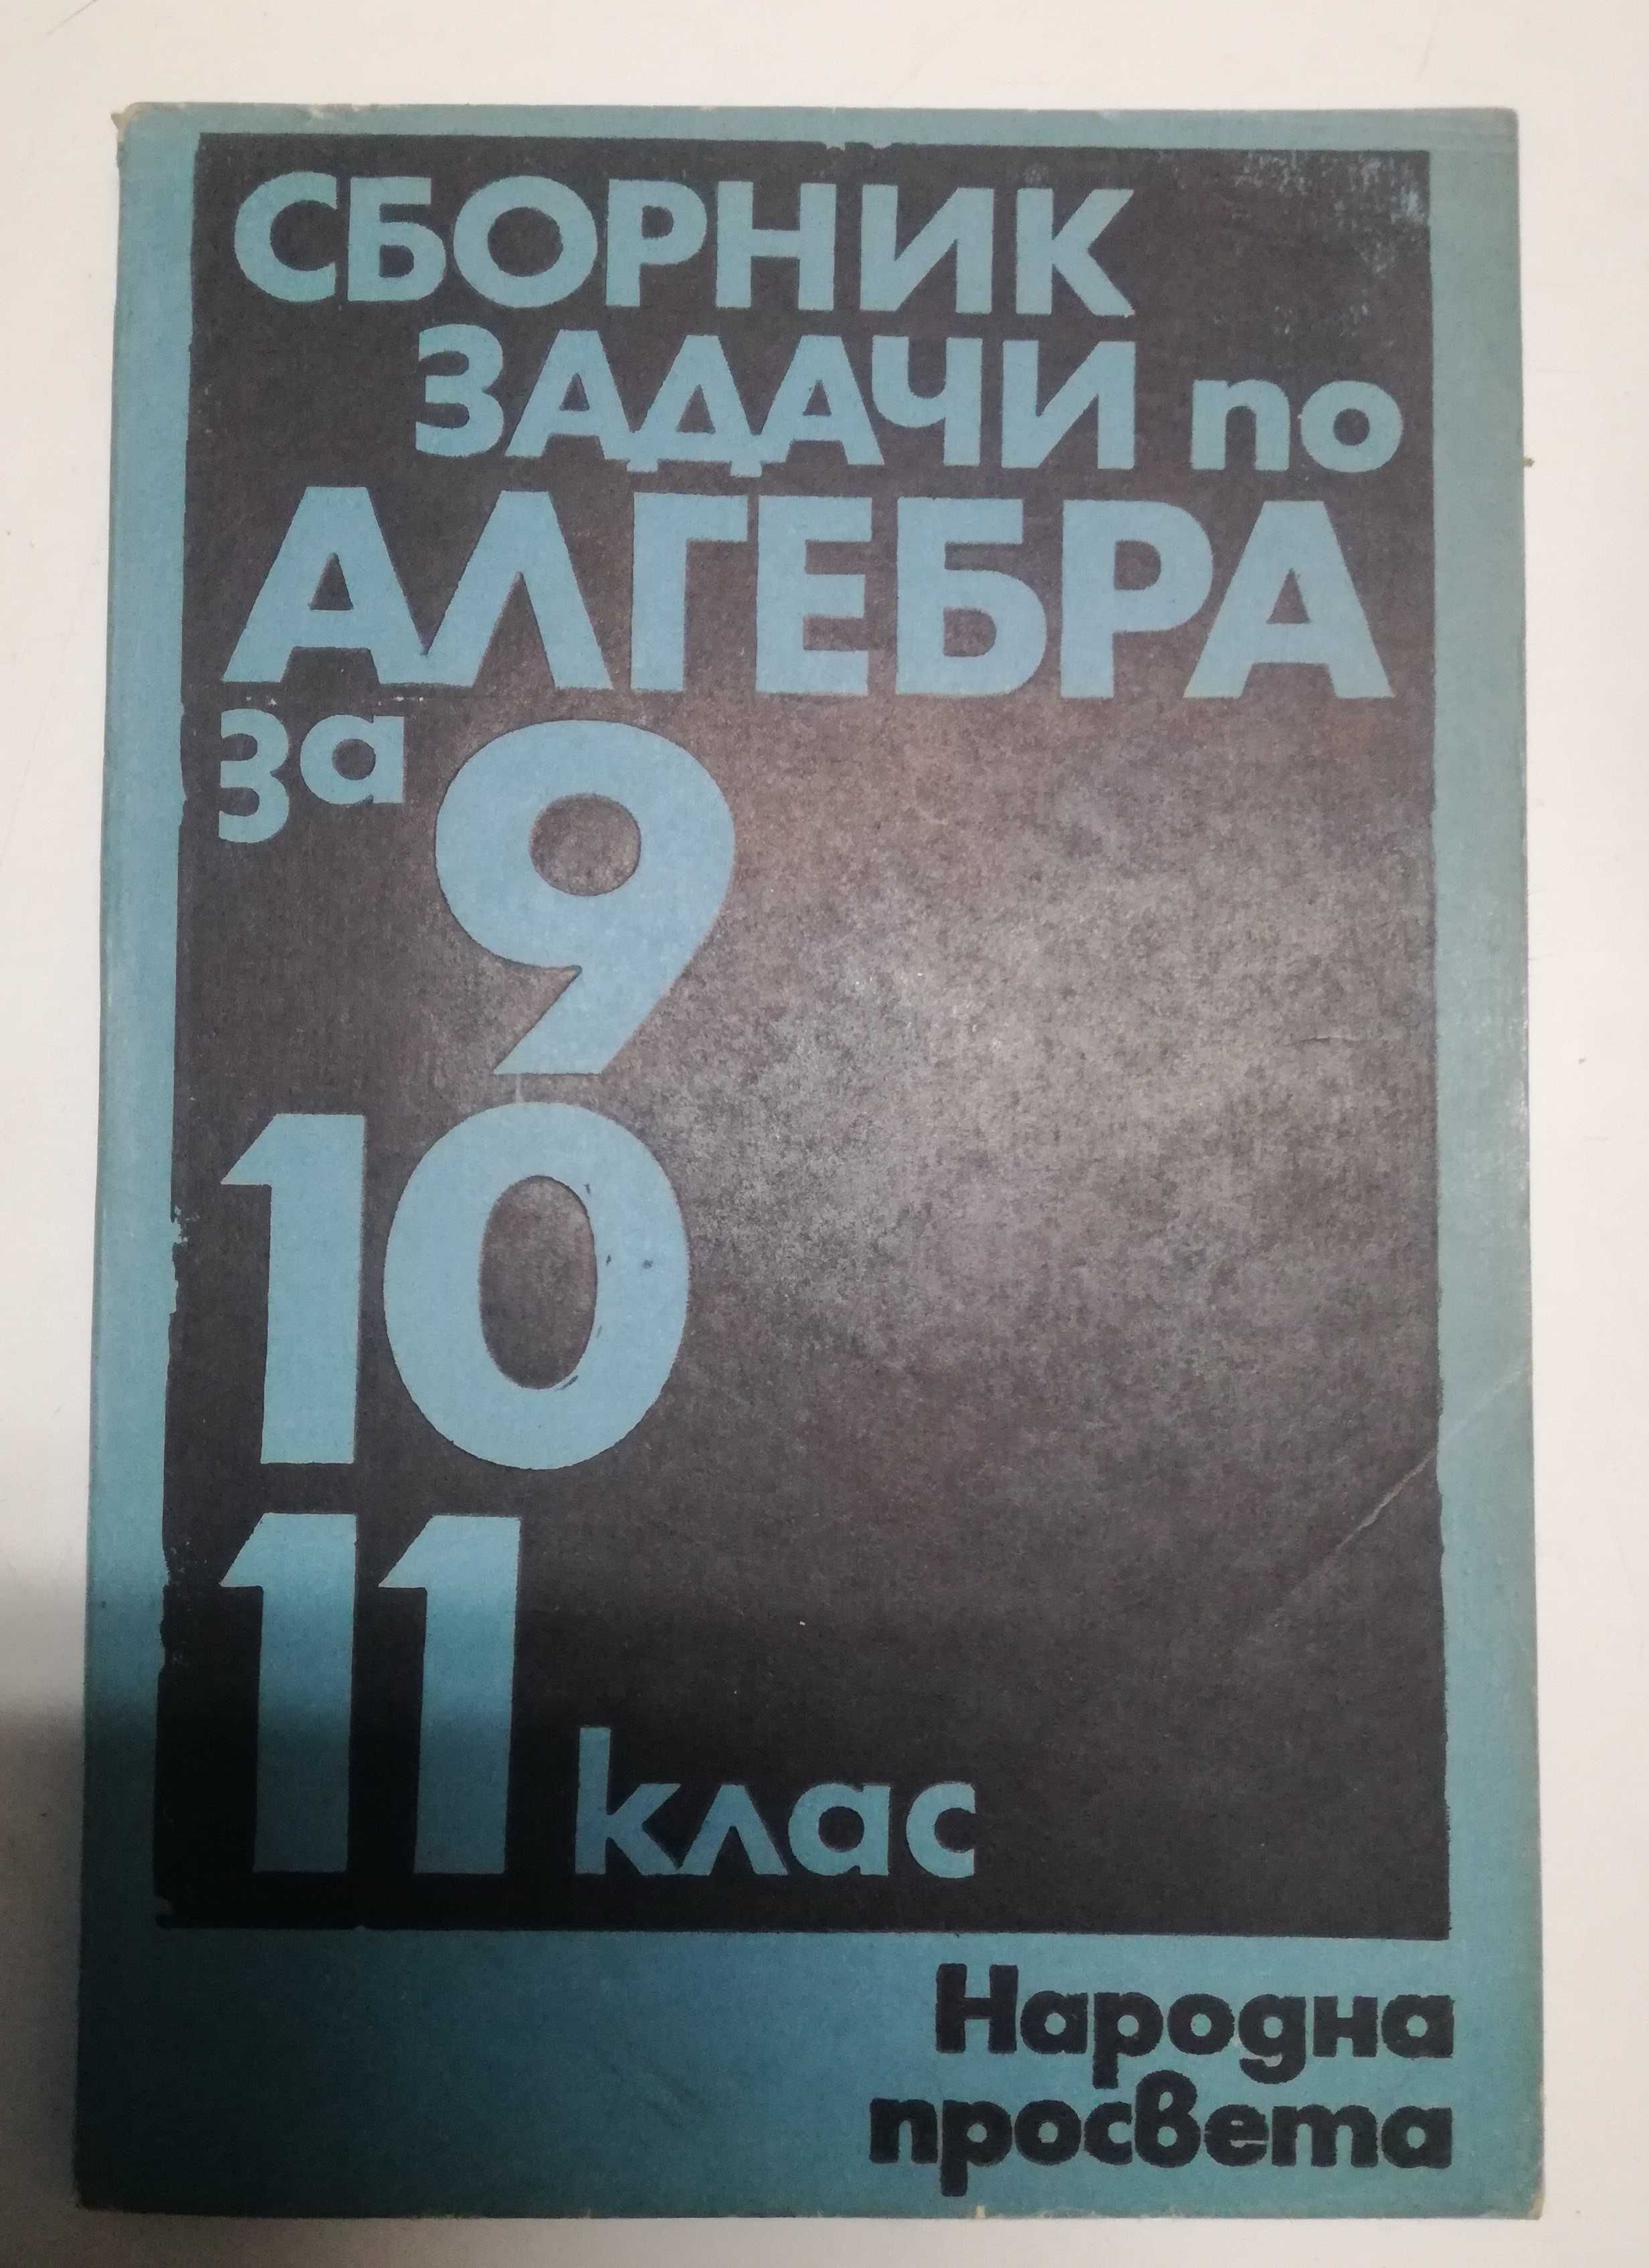 СБОРНИК
ЗАДАЧИ по
АЛГЕБРА
за 9
10
11 клас
Народна
просвета